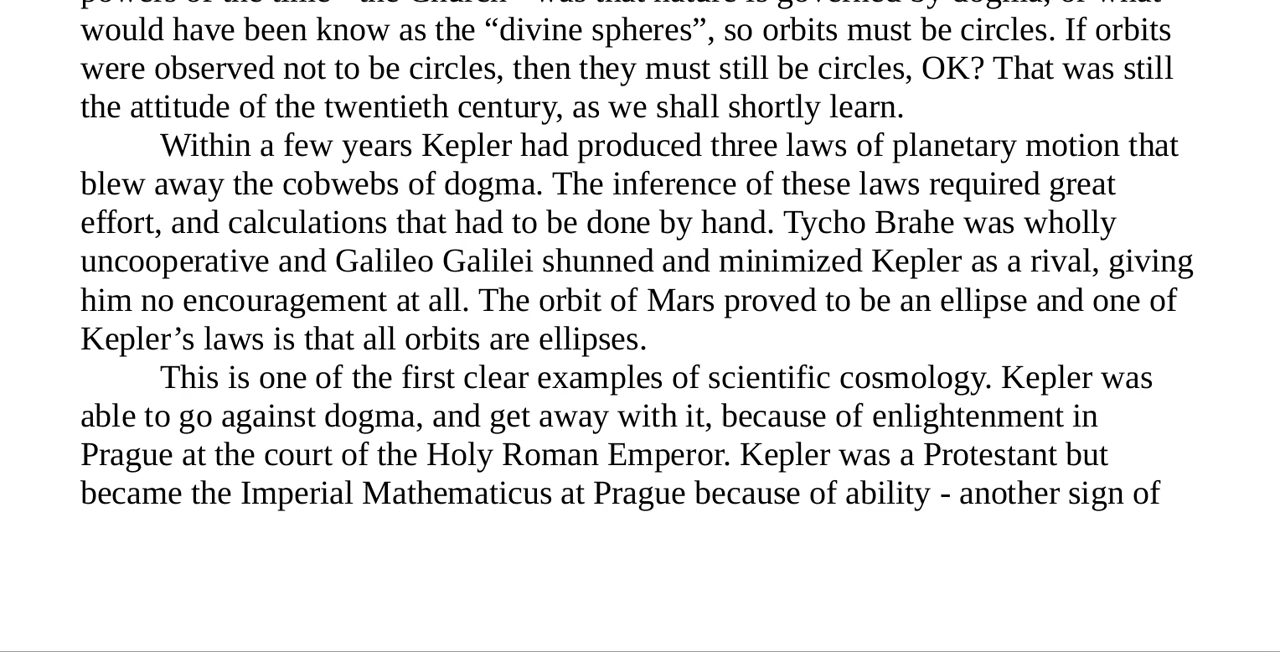 would have been know as the “divine spheres”, so orbits must be circles. If orbits
were observed not to be circles, then they must still be circles, OK? That was still
the attitude of the twentieth century, as we shall shortly learn.
Within a few years Kepler had produced three laws of planetary motion that
blew away the cobwebs of dogma. The inference of these laws required great
effort, and calculations that had to be done by hand. Tycho Brahe was wholly
uncooperative and Galileo Galilei shunned and minimized Kepler as a rival, giving
him no encouragement at all. The orbit of Mars proved to be an ellipse and one of
Kepler’s laws is that all orbits are ellipses.
This is one of the first clear examples of scientific cosmology. Kepler was
able to go against dogma, and get away with it, because of enlightenment in
Prague at the court of the Holy Roman Emperor. Kepler was a Protestant but
became the Imperial Mathematicus at Prague because of ability - another sign of